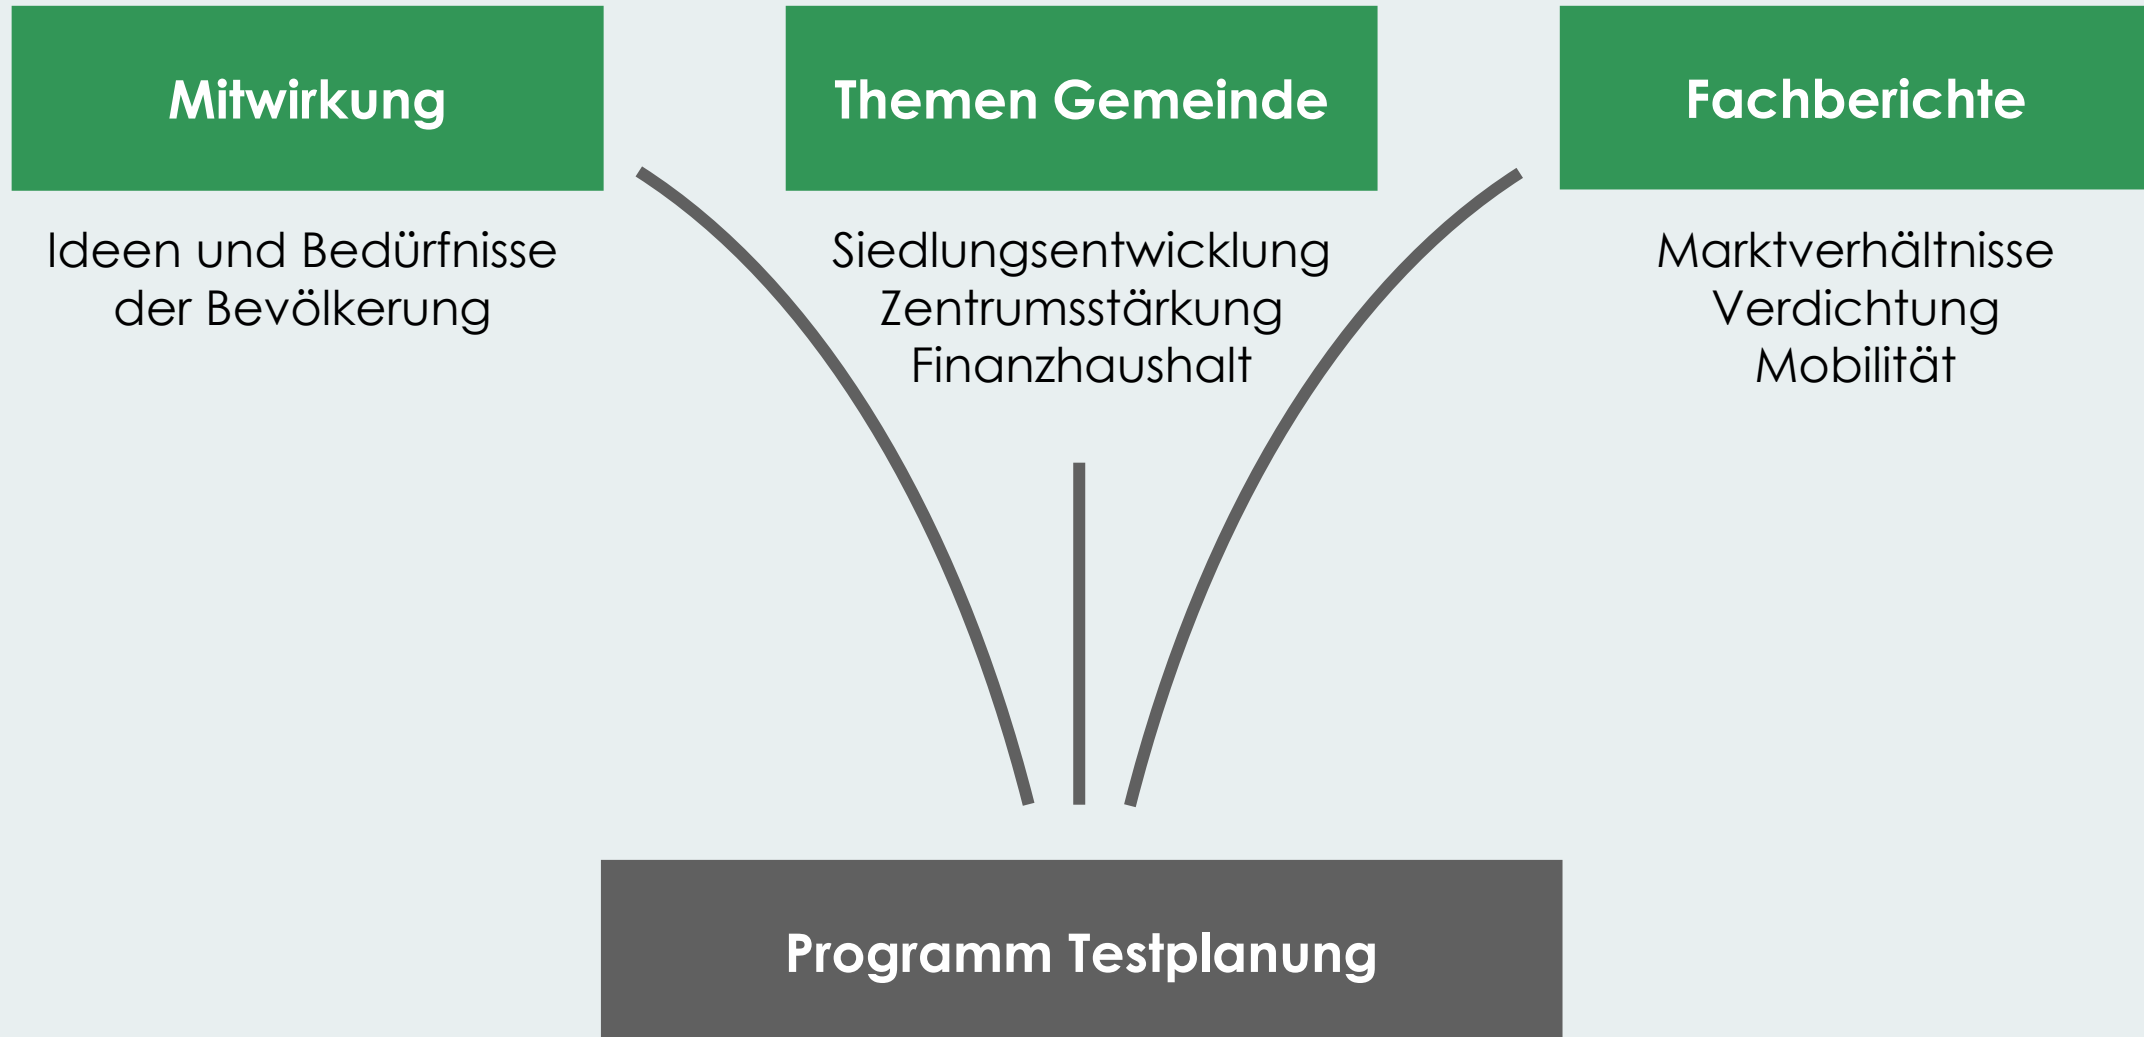 Mitwirkung
Ideen und Bedürfnisse
der Bevölkerung
Themen Gemeinde
Siedlungsentwicklung
Zentrumsstärkung
Finanzhaushalt
Fachberichte
Marktverhältnisse
Verdichtung
Mobilität
Programm Testplanung